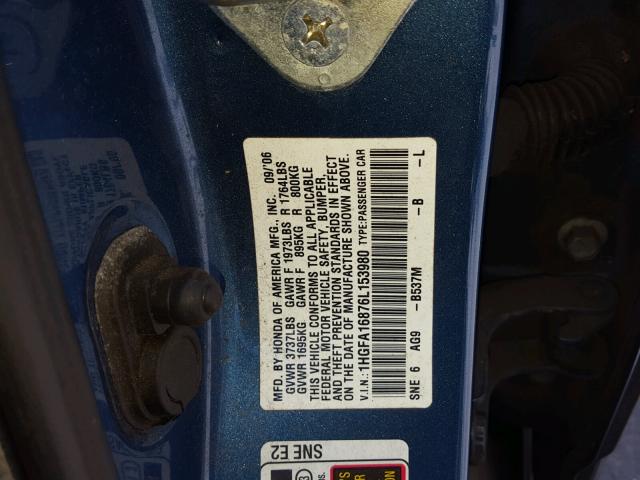 MFD. BY HONDA OF AMERICA MFG., INC. 09/'06
GVWR 3737LBS GAWR F 1973LBS R 1764LBS
GVWR 1695KG GAWR F 895KG R 800KG
THIS VEHICLE CONFORMS TO ALL APPLICABLE
FEDERAL MOTOR VEHICLE SAFETY, BUMPER,
AND THEFT PREVENTION STANDARDS IN EFFECT
ON THE DATE OF MANUFACTURE SHOWN ABOVE.
V.I.N.: 1HGFA16876L153980 TYPE:PASSENGER CAR
SNE 6 AG9 -B537M -B -L
SNE E2